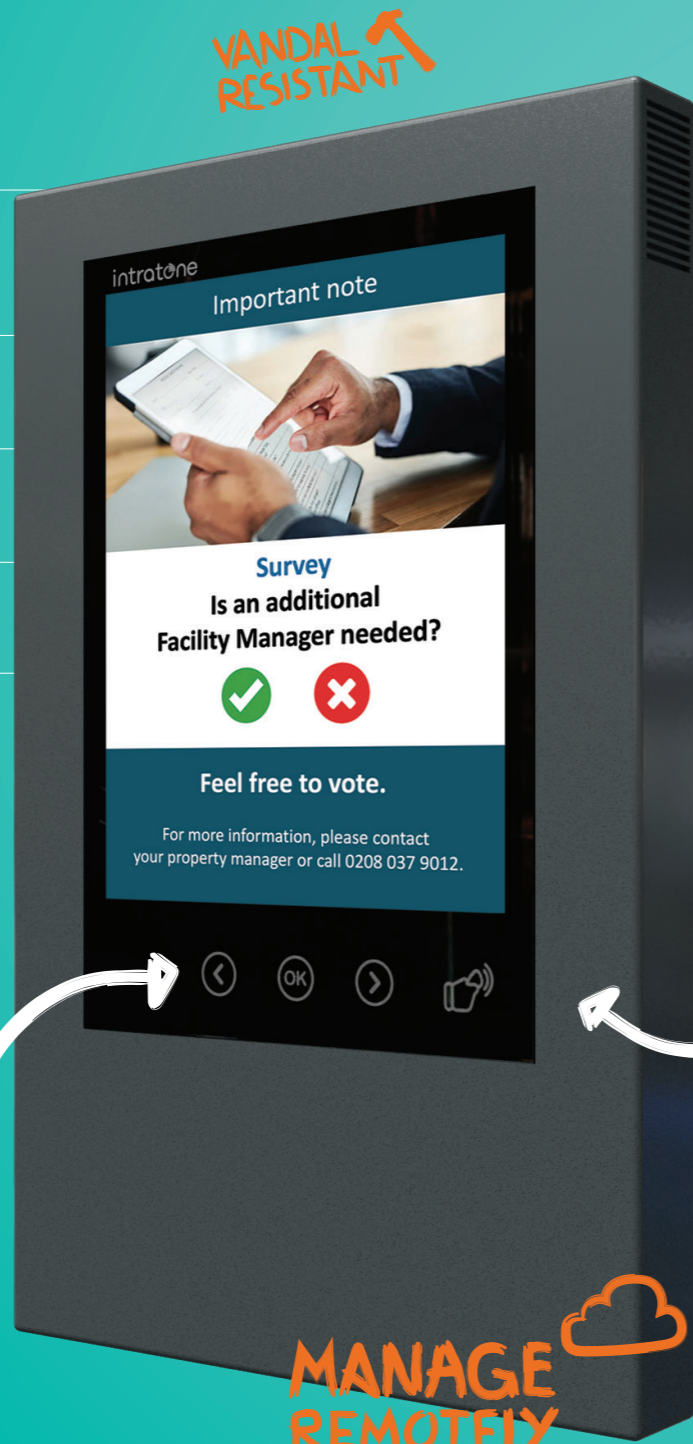 VANDAL
RESISTANT
intratone
Important note
Survey
Is an additional
Facility Manager needed?
Feel free to vote.
For more information, please contact
your property manager or call 0208 037 9012.
OK
MANAGE
REMOTELY